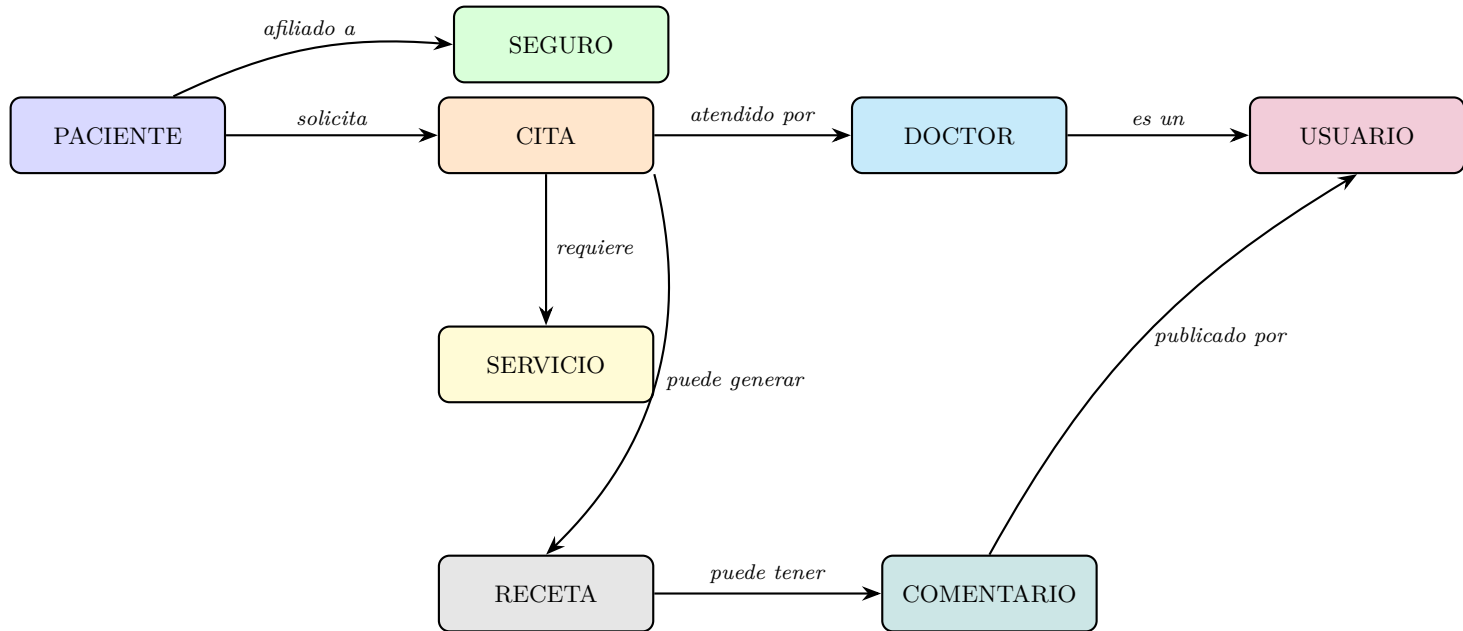 afiliado a
SEGURO
PACIENTE
solicita
CITA
atendido por
DOCTOR
es un
USUARIO
requiere
publicado por
SERVICIO
puede generar
RECETA
puede tener
COMENTARIO